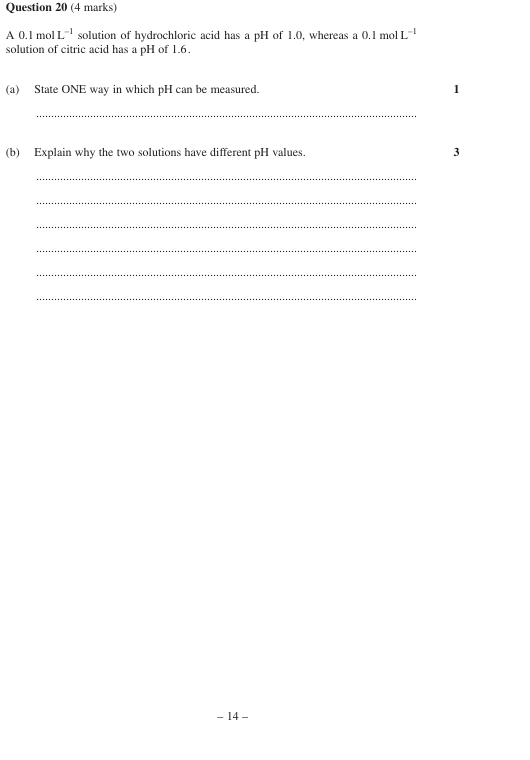 Question 20 (4 marks)
A 0.1 mol L⁻¹ solution of hydrochloric acid has a pH of 1.0, whereas a 0.1 mol L⁻¹
solution of citric acid has a pH of 1.6.
(a) State ONE way in which pH can be measured. 1
................................................................................................................................
(b) Explain why the two solutions have different pH values. 3
................................................................................................................................
................................................................................................................................
................................................................................................................................
................................................................................................................................
................................................................................................................................
................................................................................................................................
– 14 –